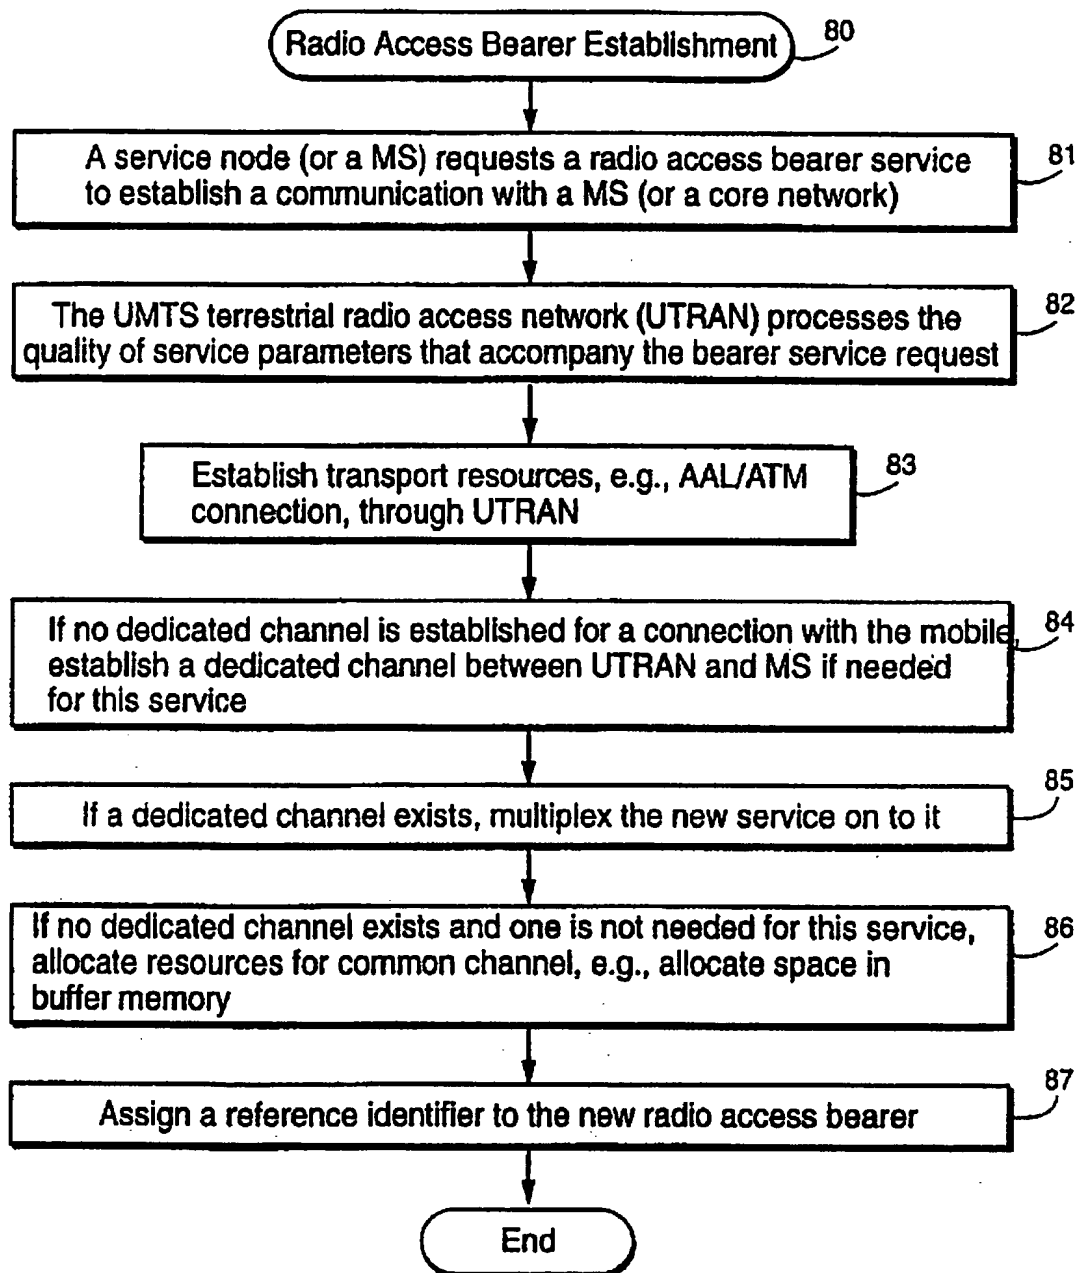 Radio Access Bearer Establishment
80
A service node (or a MS) requests a radio access bearer service
to establish a communication with a MS (or a core network)
81
The UMTS terrestrial radio access network (UTRAN) processes the
quality of service parameters that accompany the bearer service request
82
Establish transport resources, e.g., AAL/ATM
connection, through UTRAN
83
If no dedicated channel is established for a connection with the mobile,
establish a dedicated channel between UTRAN and MS if needed
for this service
84
If a dedicated channel exists, multiplex the new service on to it
85
If no dedicated channel exists and one is not needed for this service,
allocate resources for common channel, e.g., allocate space in
buffer memory
86
Assign a reference identifier to the new radio access bearer
87
End